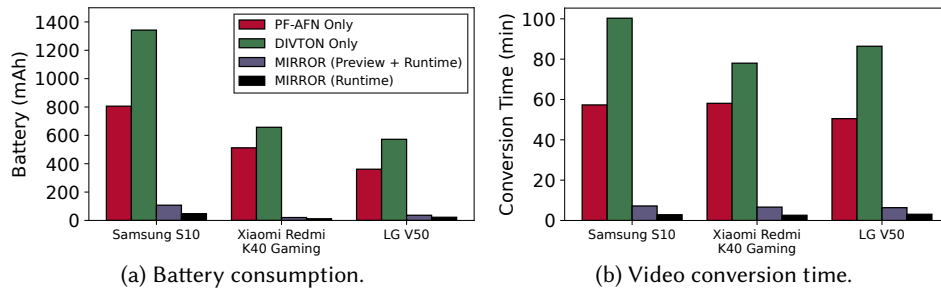 Battery (mAh)
1400
1200
1000
800
600
400
200
0
PF-AFN Only
DIVTON Only
MIRROR (Preview + Runtime)
MIRROR (Runtime)
Samsung S10
Xiaomi Redmi
K40 Gaming
LG V50
(a) Battery consumption.
Conversion Time (min)
100
80
60
40
20
0
Samsung S10
Xiaomi Redmi
K40 Gaming
LG V50
(b) Video conversion time.